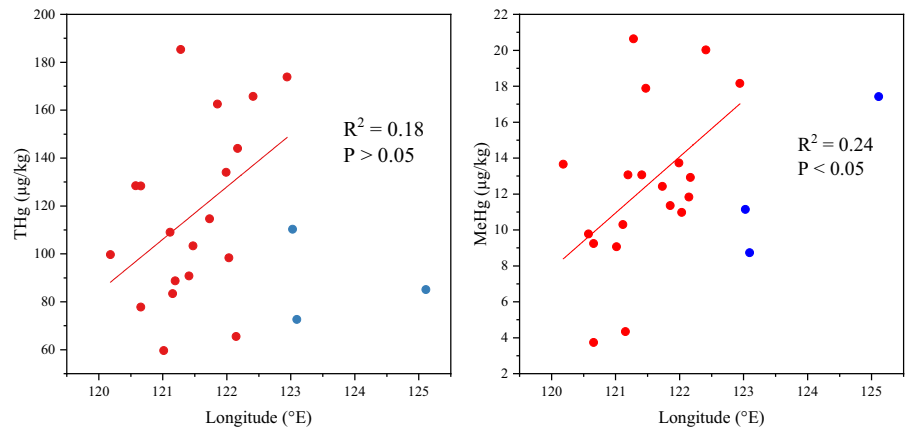 200
180
160
140
120
100
80
60
THg (μg/kg)
R² = 0.18
P > 0.05
120 121 122 123 124 125
Longitude (°E)
22
20
18
16
14
12
10
8
6
4
2
MeHg (μg/kg)
R² = 0.24
P < 0.05
120 121 122 123 124 125
Longitude (°E)